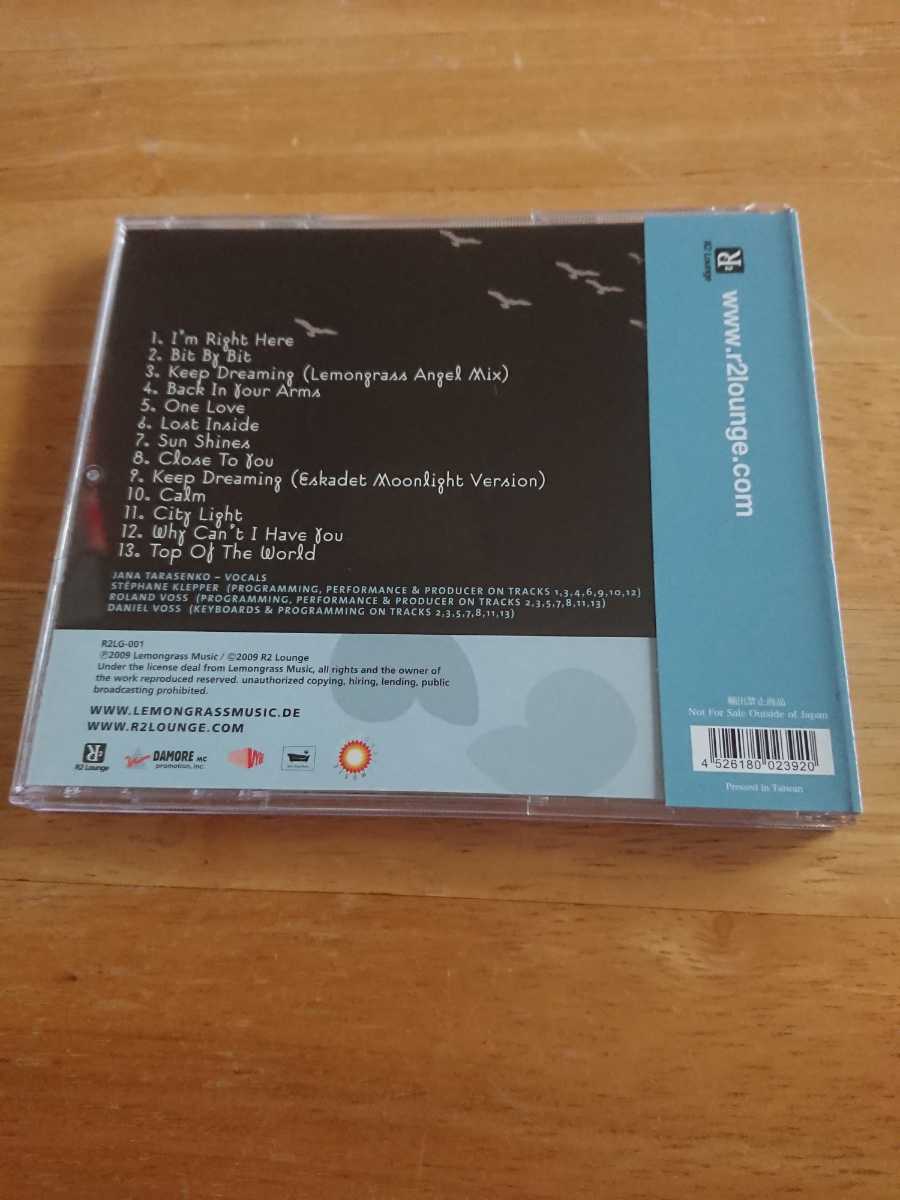 1. I'm Right Here
2. Bit By Bit
3. Keep Dreaming (Lemongrass Angel Mix)
4. Back In Your Arms
5. One Love
6. Lost Inside
7. Sun Shines
8. Close To You
9. Keep Dreaming (Eskadet Moonlight Version)
10. Calm
11. City Light
12. Why Can't I Have You
13. Top Of The World
JANA TARASENKO – VOCALS
STÉPHANE KLEPPER (PROGRAMMING, PERFORMANCE & PRODUCER ON TRACKS 1,3,4,6,9,10,12)
ROLAND VOSS (PROGRAMMING, PERFORMANCE & PRODUCER ON TRACKS 2,3,5,7,8,11,13)
DANIEL VOSS (KEYBOARDS & PROGRAMMING ON TRACKS 2,3,5,7,8,11,13)
R2LG-001
℗2009 Lemongrass Music / ©2009 R2 Lounge
Under the license deal from Lemongrass Music, all rights and the owner of
the work reproduced reserved. unauthorized copying, hiring, lending, public
broadcasting prohibited.
WWW.LEMONGRASSMUSIC.DE
WWW.R2LOUNGE.COM
R2
R2 Lounge
DAMORE MC
promotion, inc.
R2
R2 Lounge
www.r2lounge.com
輸出禁止商品
Not For Sale Outside of Japan
4 526180 023920
Pressed in Taiwan